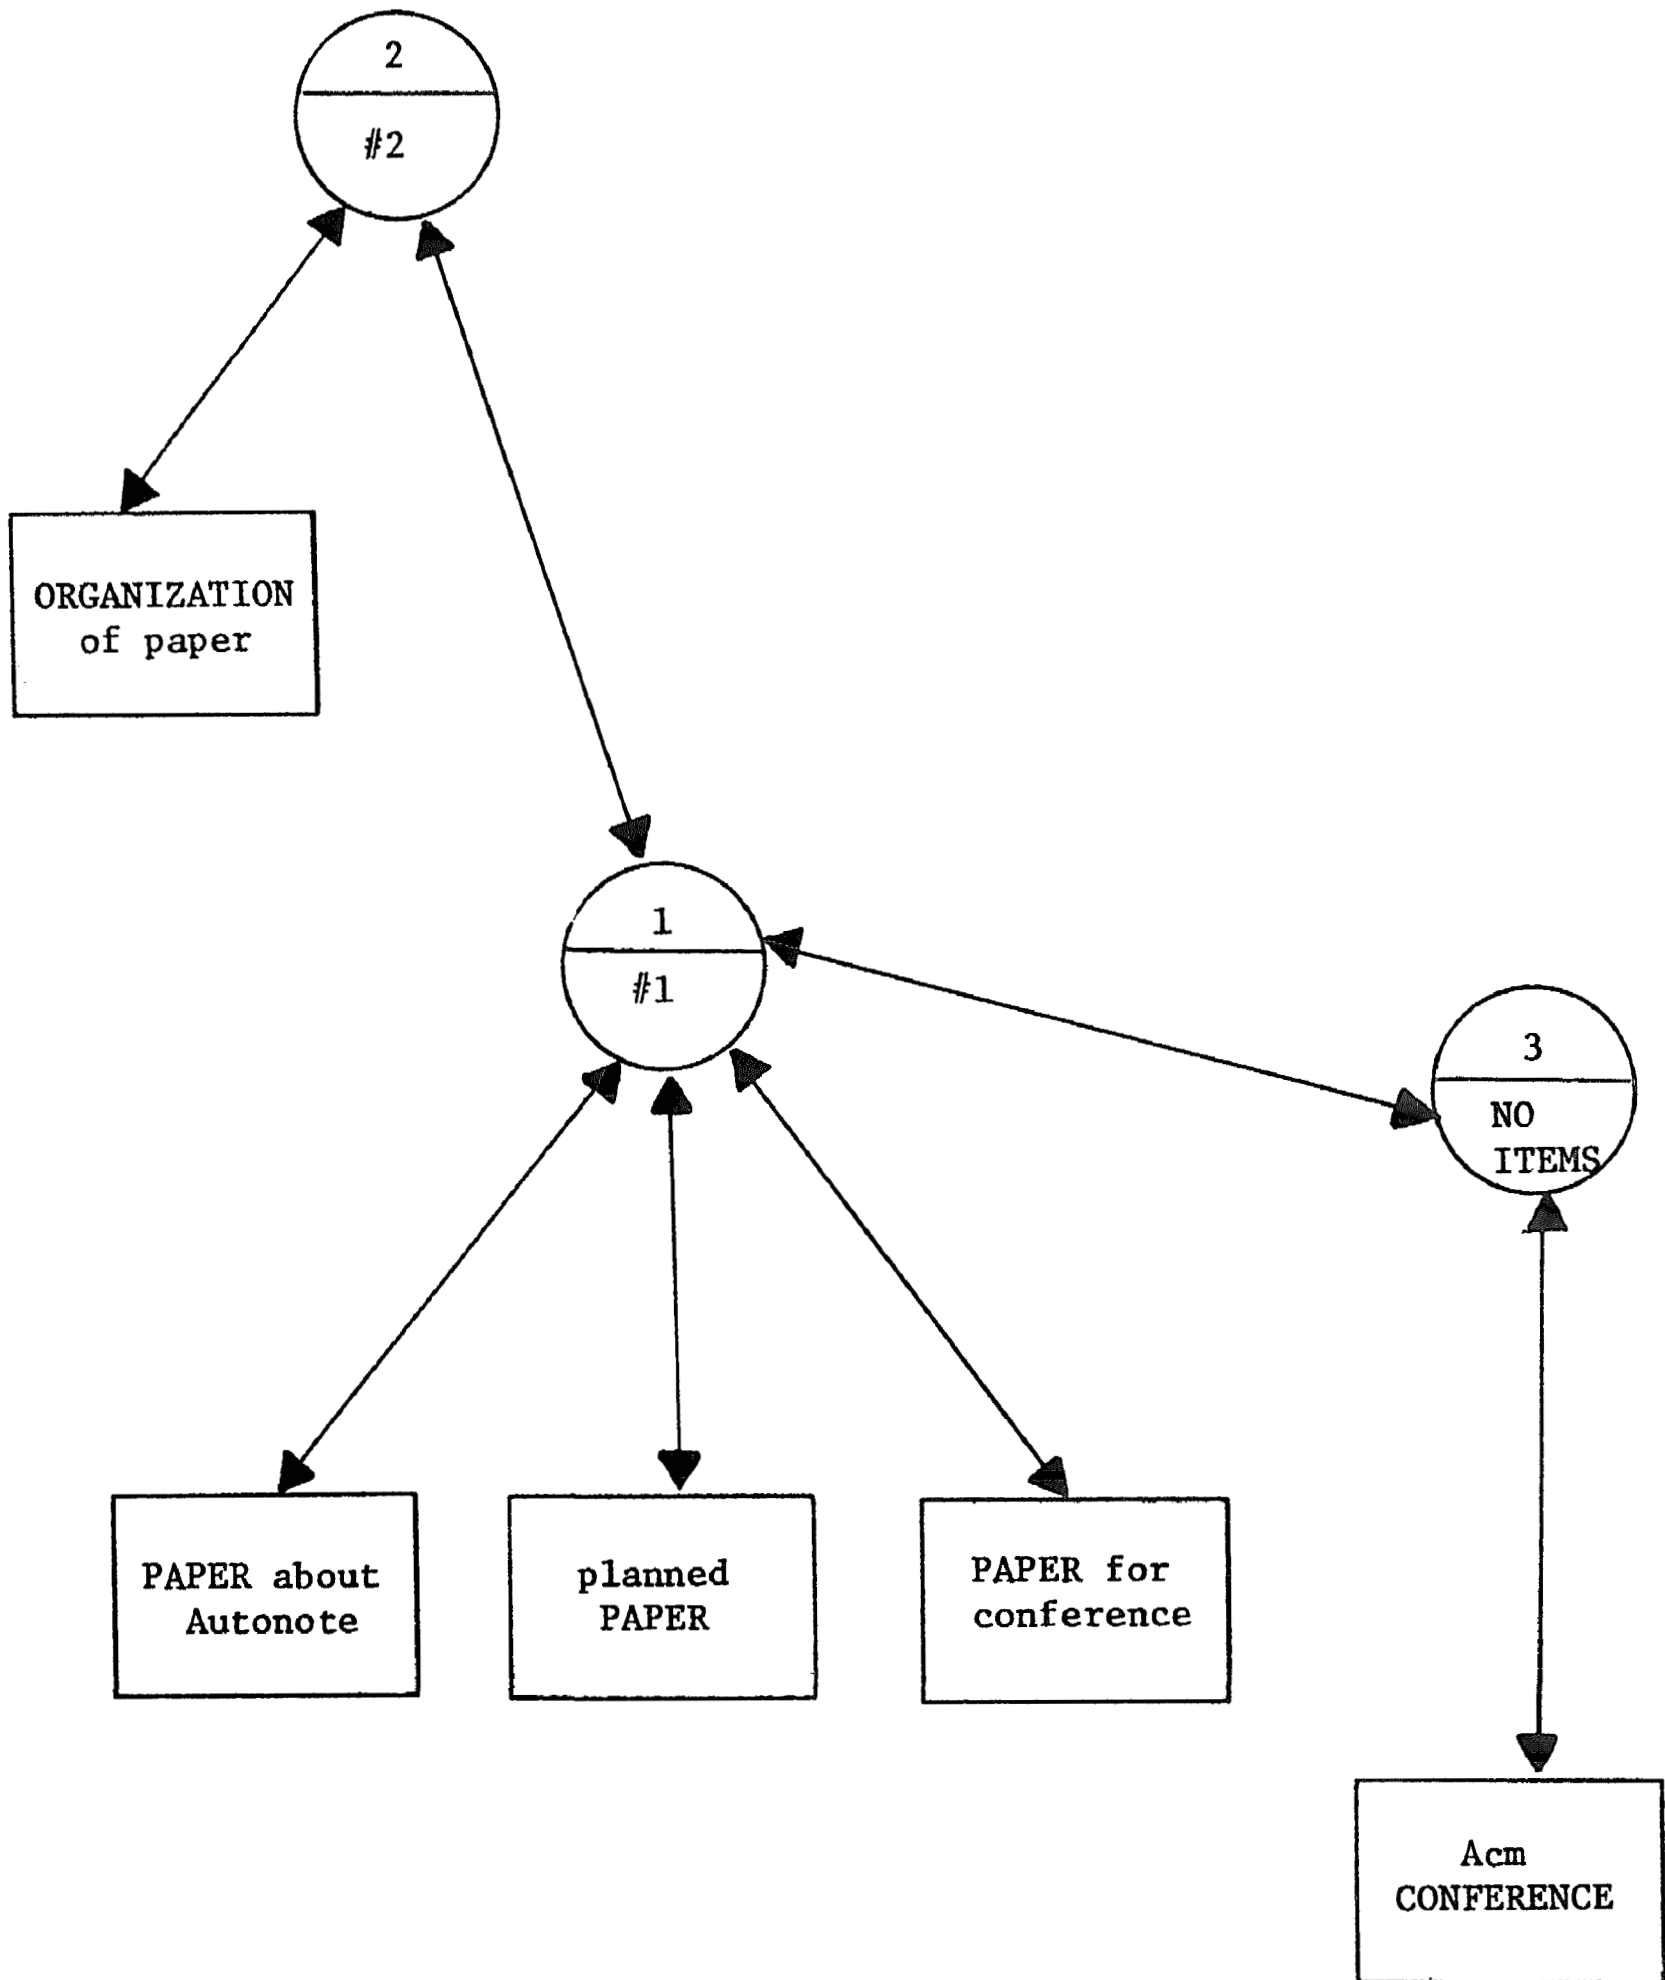 2
#2
ORGANIZATION
of paper
1
#1
3
NO
ITEMS
PAPER about
Autonote
planned
PAPER
PAPER for
conference
Acm
CONFERENCE